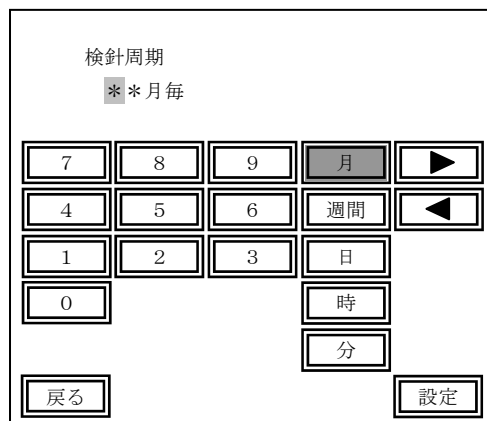 検針周期
＊＊月毎
7 8 9 月 ▶
4 5 6 週間 ◀
1 2 3 日
0 時
分
戻る 設定